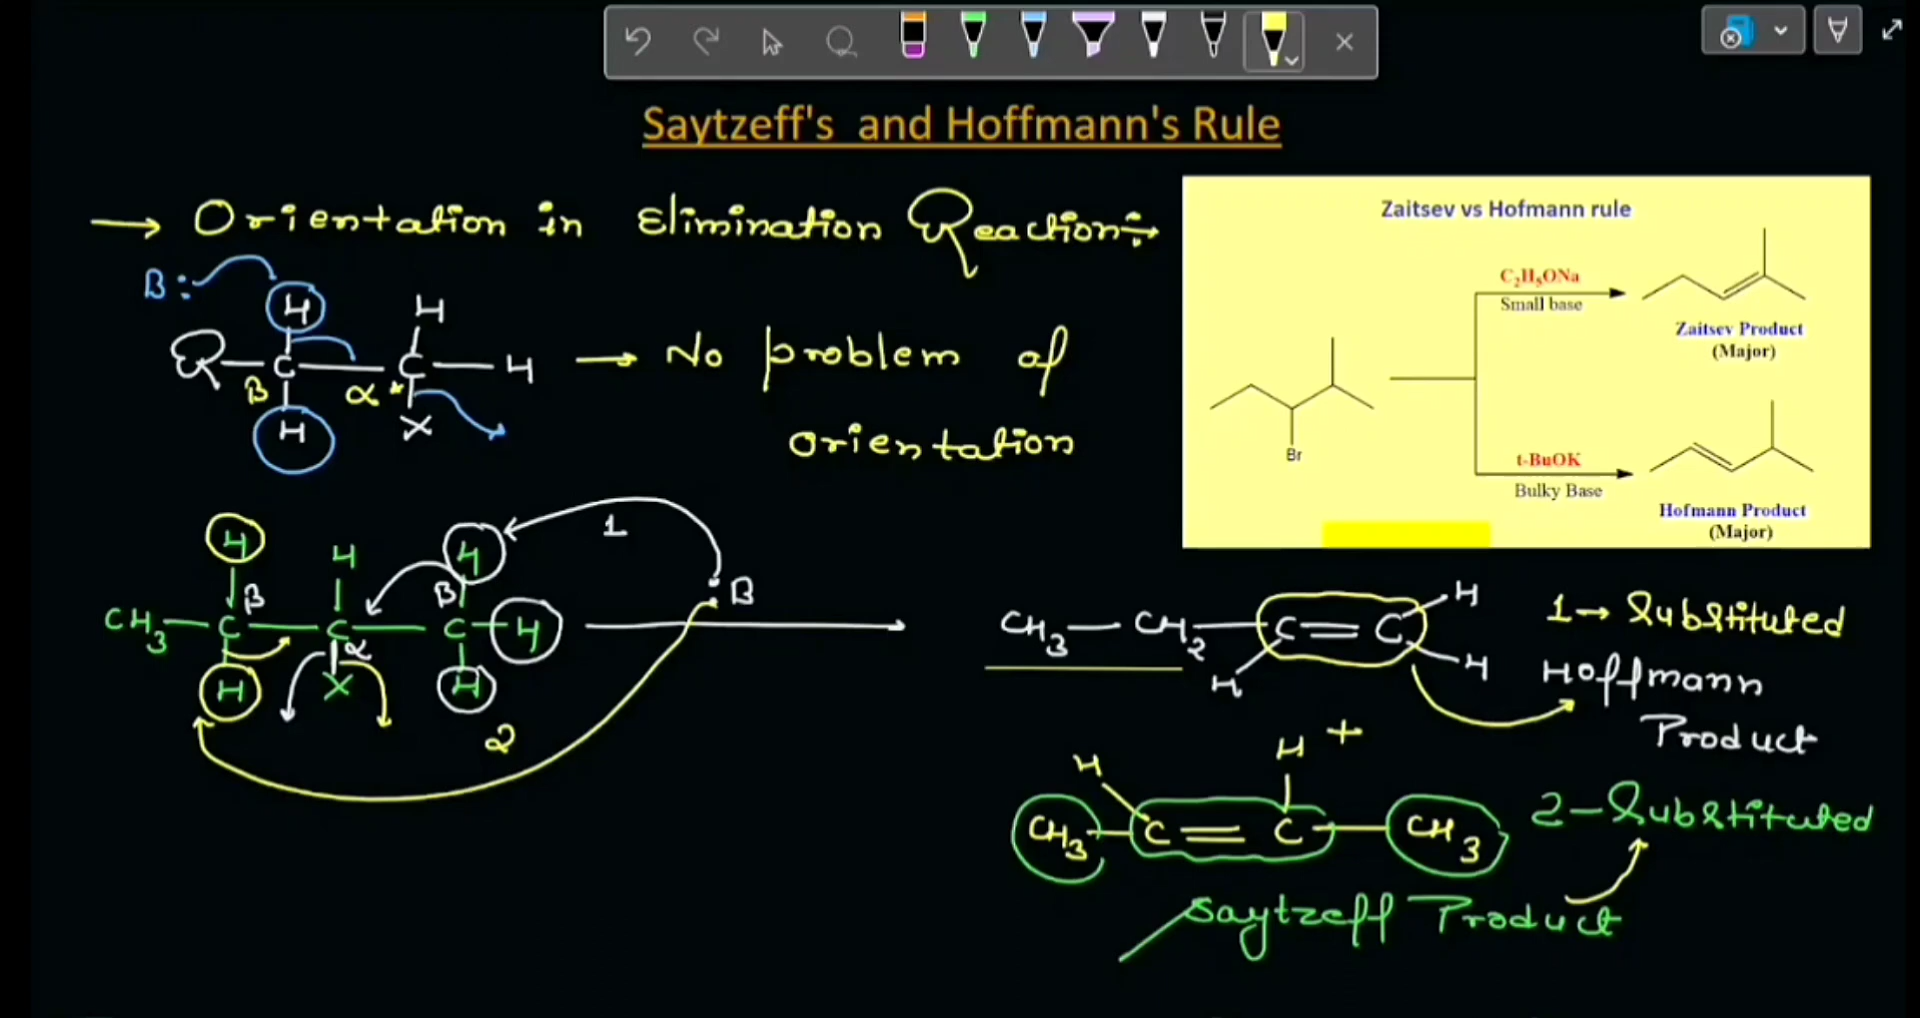 Saytzeff's and Hoffmann's Rule
→ Orientation in Elimination Reaction:→
Zaitsev vs Hofmann rule
C₂H₅ONa
Small base
Zaitsev Product
(Major)
Br
t-BuOK
Bulky Base
Hofmann Product
(Major)
B:
H H
R—C—C—H → No problem of
β α *
H X
orientation
1
H H H
:B
β β
CH₃—C—C—C—H →
α
H X H
2
CH₃—CH₂—C=C
H
H
H
1→ Substituted
Hoffmann
Product
+
H H
CH₃—C=C—CH₃
2-Substituted
Saytzeff Product